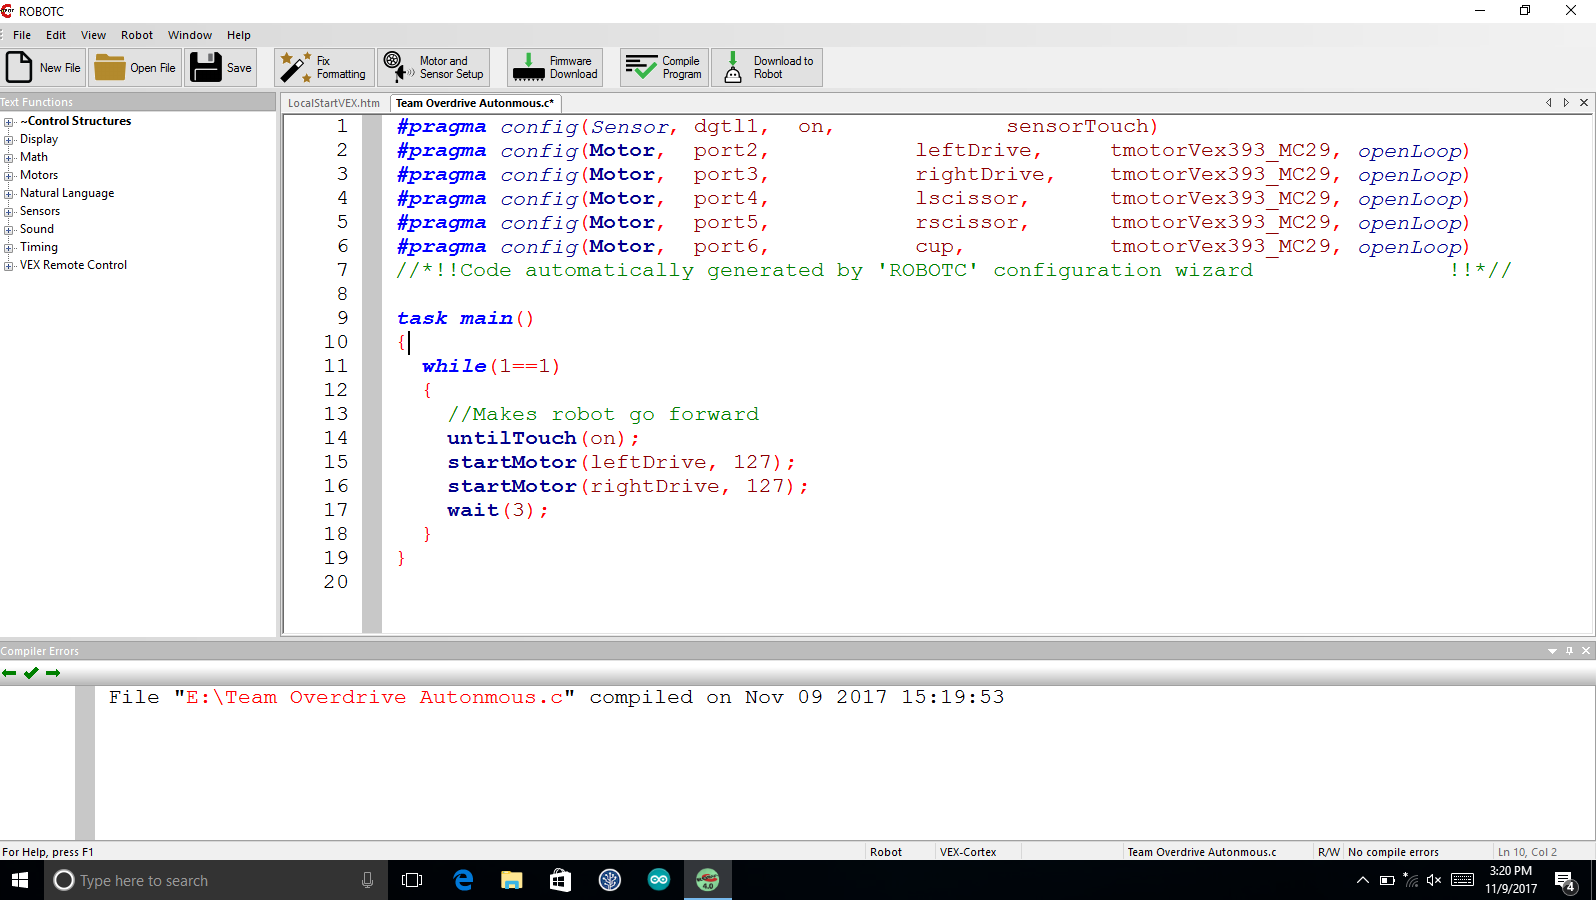 ROBOTC
File Edit View Robot Window Help
New File Open File Save Fix Formatting Motor and Sensor Setup Firmware Download Compile Program Download to Robot
Text Functions
~Control Structures
Display
Math
Motors
Natural Language
Sensors
Sound
Timing
VEX Remote Control
LocalStartVEX.htm Team Overdrive Autonmous.c*
1 #pragma config(Sensor, dgtl1, on, sensorTouch)
2 #pragma config(Motor, port2, leftDrive, tmotorVex393_MC29, openLoop)
3 #pragma config(Motor, port3, rightDrive, tmotorVex393_MC29, openLoop)
4 #pragma config(Motor, port4, lscissor, tmotorVex393_MC29, openLoop)
5 #pragma config(Motor, port5, rscissor, tmotorVex393_MC29, openLoop)
6 #pragma config(Motor, port6, cup, tmotorVex393_MC29, openLoop)
7 //*!!Code automatically generated by 'ROBOTC' configuration wizard !!*//
8
9 task main()
10 {
11 while(1==1)
12 {
13 //Makes robot go forward
14 untilTouch(on);
15 startMotor(leftDrive, 127);
16 startMotor(rightDrive, 127);
17 wait(3);
18 }
19 }
20
Compiler Errors
File "E:\Team Overdrive Autonmous.c" compiled on Nov 09 2017 15:19:53
For Help, press F1 Robot VEX-Cortex Team Overdrive Autonmous.c R/W No compile errors Ln 10, Col 2
Type here to search
4.0
3:20 PM
11/9/2017
4